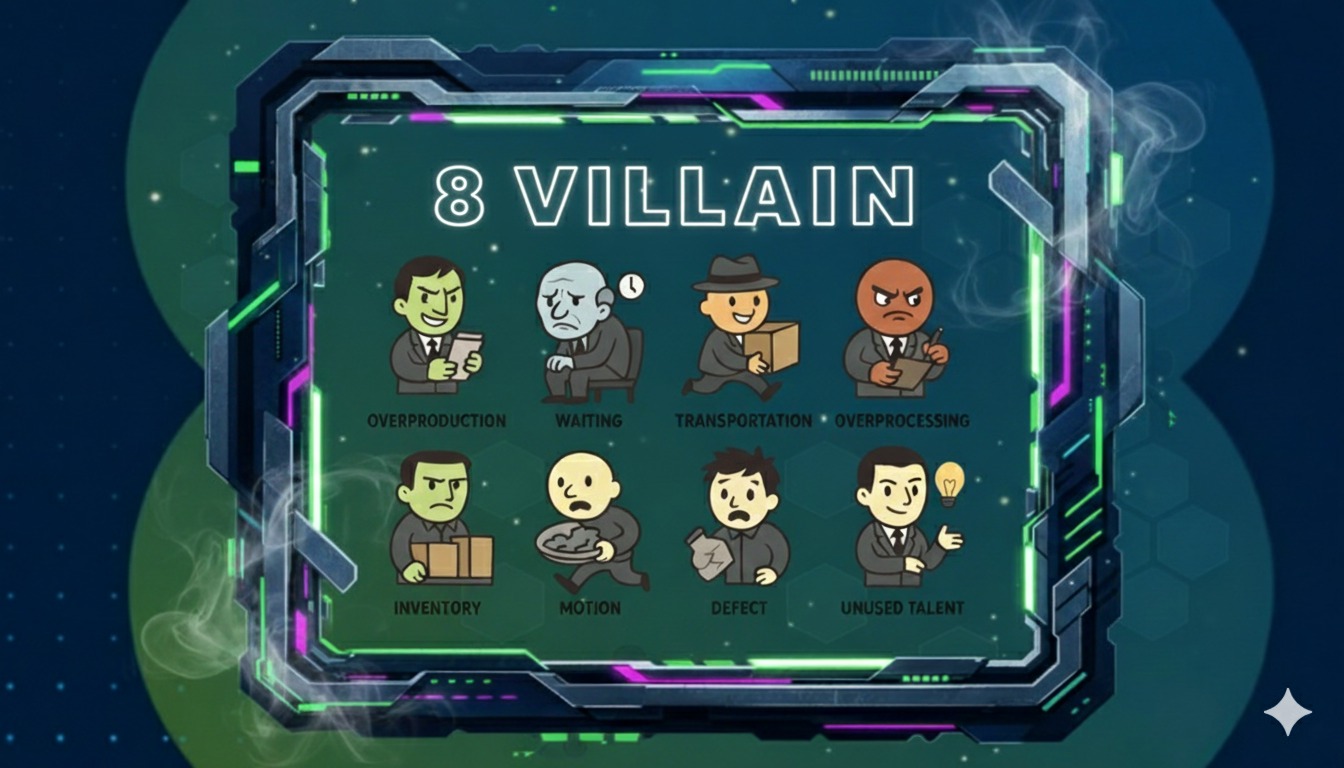 8 VILLAIN
OVERPRODUCTION
WAITING
TRANSPORTATION
OVERPROCESSING
INVENTORY
MOTION
DEFECT
UNUSED TALENT